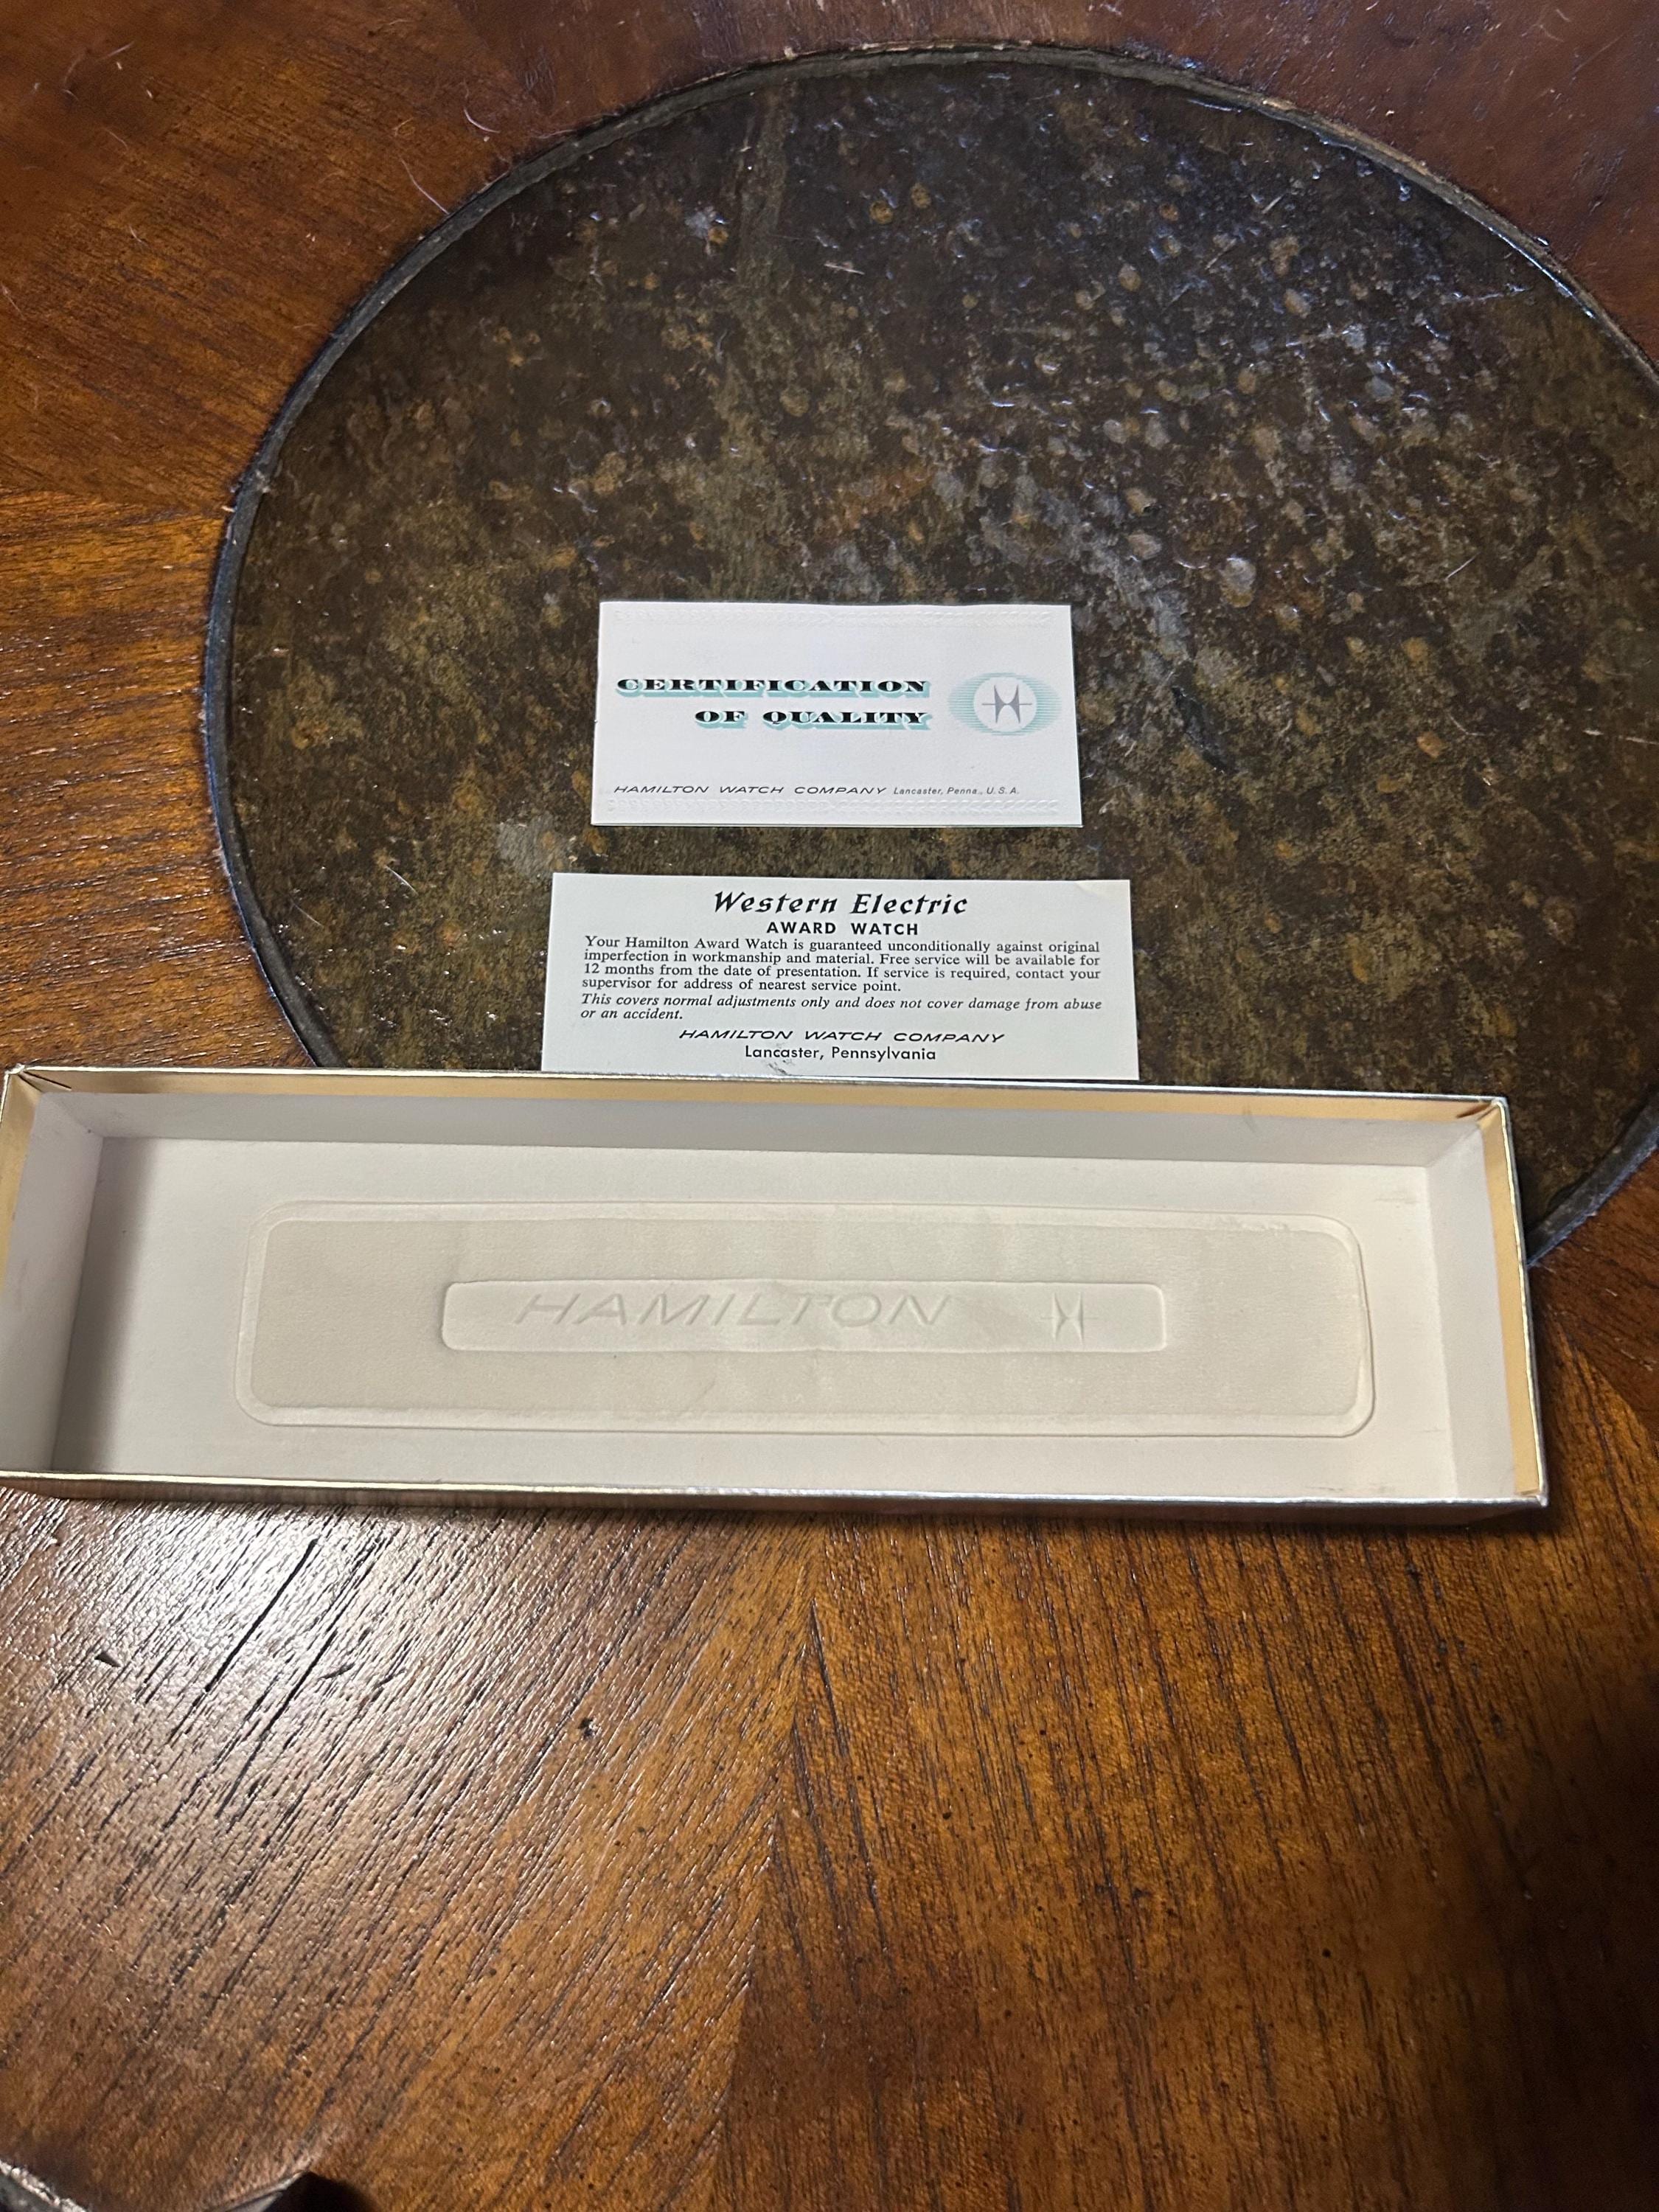 CERTIFICATION
OF QUALITY
HAMILTON WATCH COMPANY Lancaster, Penna., U.S.A.
Western Electric
AWARD WATCH
Your Hamilton Award Watch is guaranteed unconditionally against original
imperfection in workmanship and material. Free service will be available for
12 months from the date of presentation. If service is required, contact your
supervisor for address of nearest service point.
This covers normal adjustments only and does not cover damage from abuse
or an accident.
HAMILTON WATCH COMPANY
Lancaster, Pennsylvania
HAMILTON H